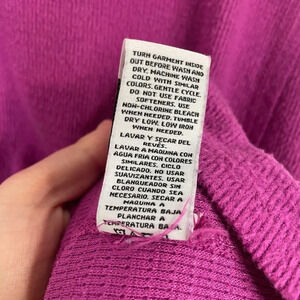 TURN GARMENT INSIDE
OUT BEFORE WASH AND
DRY. MACHINE WASH
COLD WITH SIMILAR
COLORS. GENTLE CYCLE.
DO NOT USE FABRIC
SOFTENERS. USE
NON-CHLORINE BLEACH
WHEN NEEDED. TUMBLE
DRY LOW. LOW IRON
WHEN NEEDED.
LAVAR Y SECAR DEL
REVÉS.
LAVAR A MAQUINA CON
AGUA FRIA CON COLORES
SIMILARES. CICLO
DELICADO. NO USAR
SUAVIZANTES. USAR
BLANQUEADOR SIN
CLORO CUANDO SEA
NECESARIO. SECAR A
MAQUINA A
TEMPERATURA BAJA.
PLANCHAR A
TEMPERATURA BAJA.